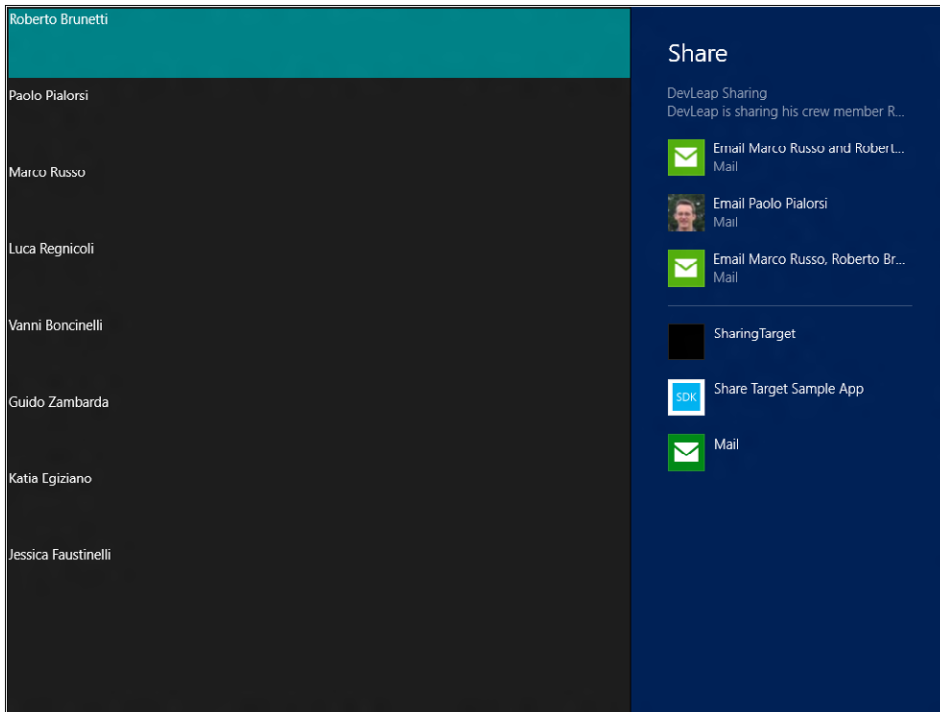 Roberto Brunetti
Paolo Pialorsi
Marco Russo
Luca Regnicoli
Vanni Boncinelli
Guido Zambarda
Katia Egiziano
Jessica Faustinelli
Share
DevLeap Sharing
DevLeap is sharing his crew member R...
Email Marco Russo and Robert...
Mail
Email Paolo Pialorsi
Mail
Email Marco Russo, Roberto Br...
Mail
SharingTarget
SDK
Share Target Sample App
Mail